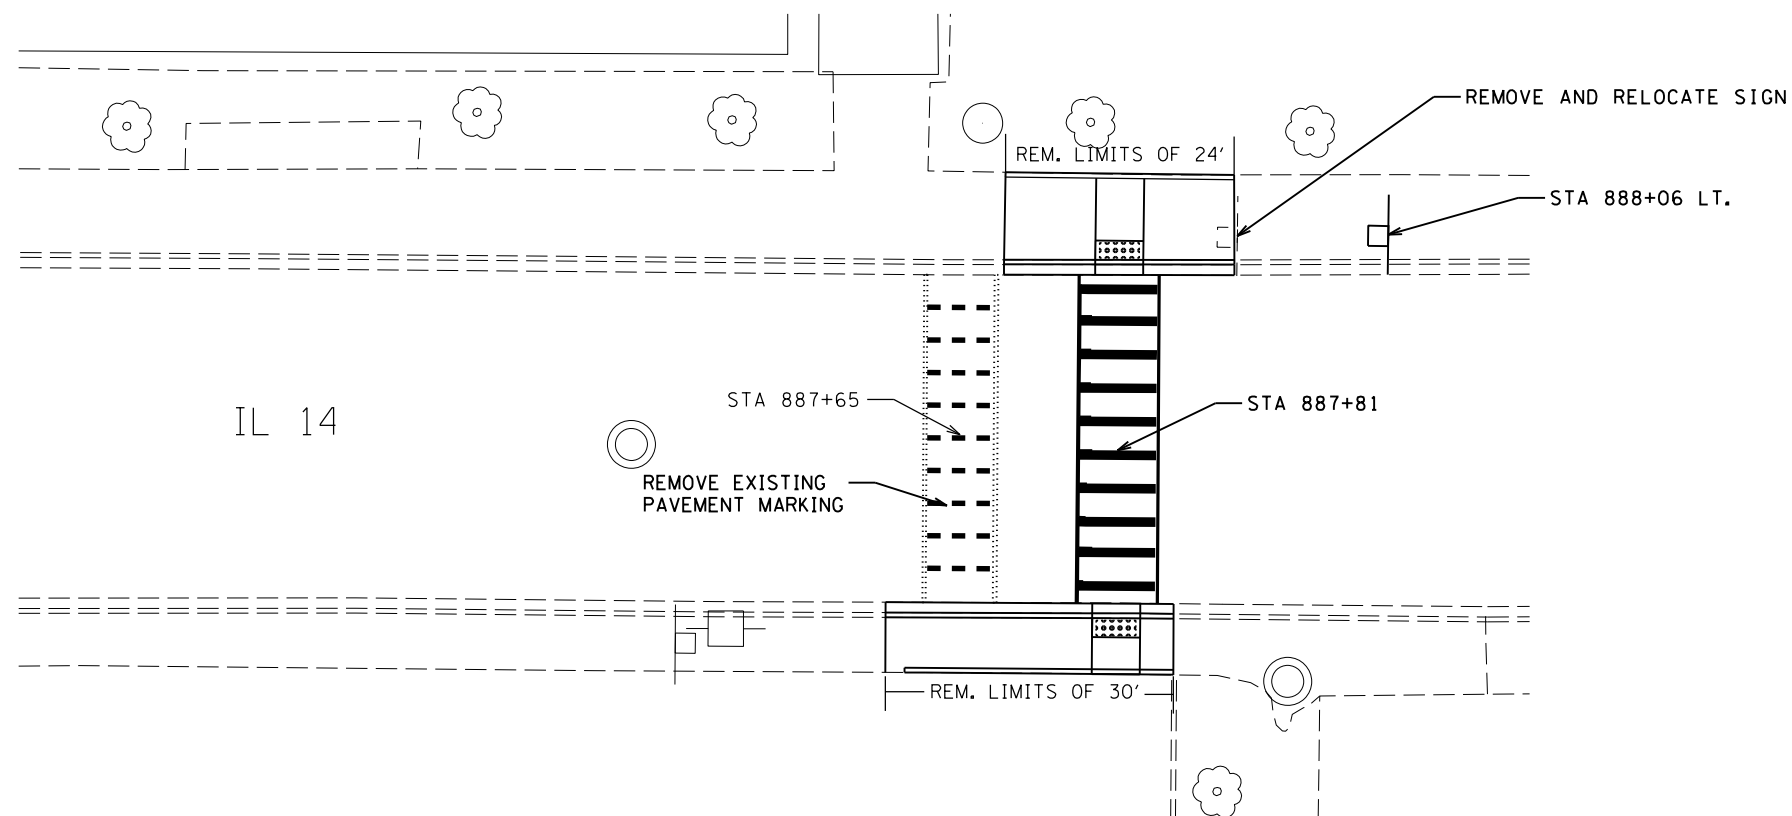 REMOVE AND RELOCATE SIGN
REM. LIMITS OF 24'
STA 888+06 LT.
STA 887+65
STA 887+81
IL 14
REMOVE EXISTING
PAVEMENT MARKING
REM. LIMITS OF 30'